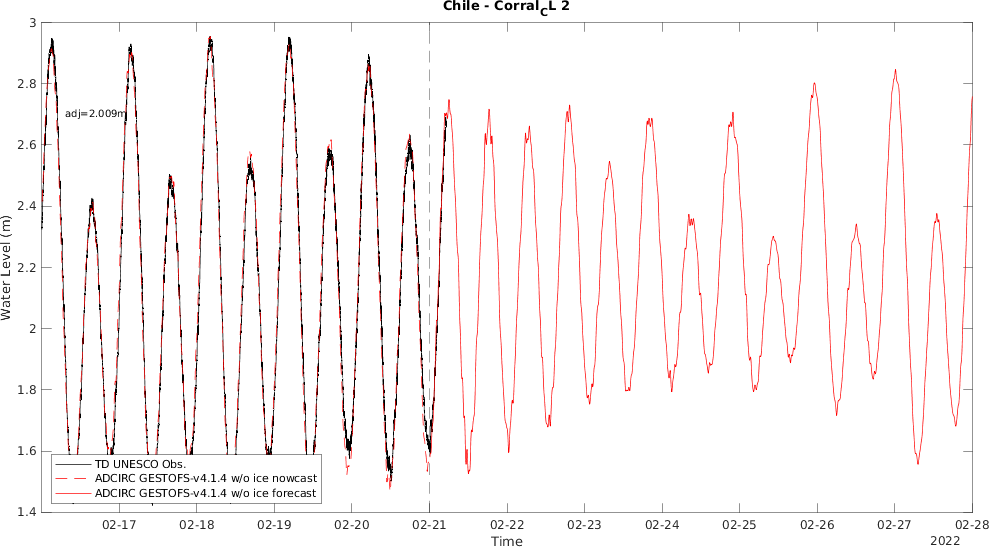 Chile - Corral_CL 2
3
2.8
adj=2.009m
2.6
2.4
2.2
2
1.8
1.6
1.4
Water Level (m)
TD UNESCO Obs.
ADCIRC GESTOFS-v4.1.4 w/o ice nowcast
ADCIRC GESTOFS-v4.1.4 w/o ice forecast
02-17 02-18 02-19 02-20 02-21 02-22 02-23 02-24 02-25 02-26 02-27 02-28
Time
2022